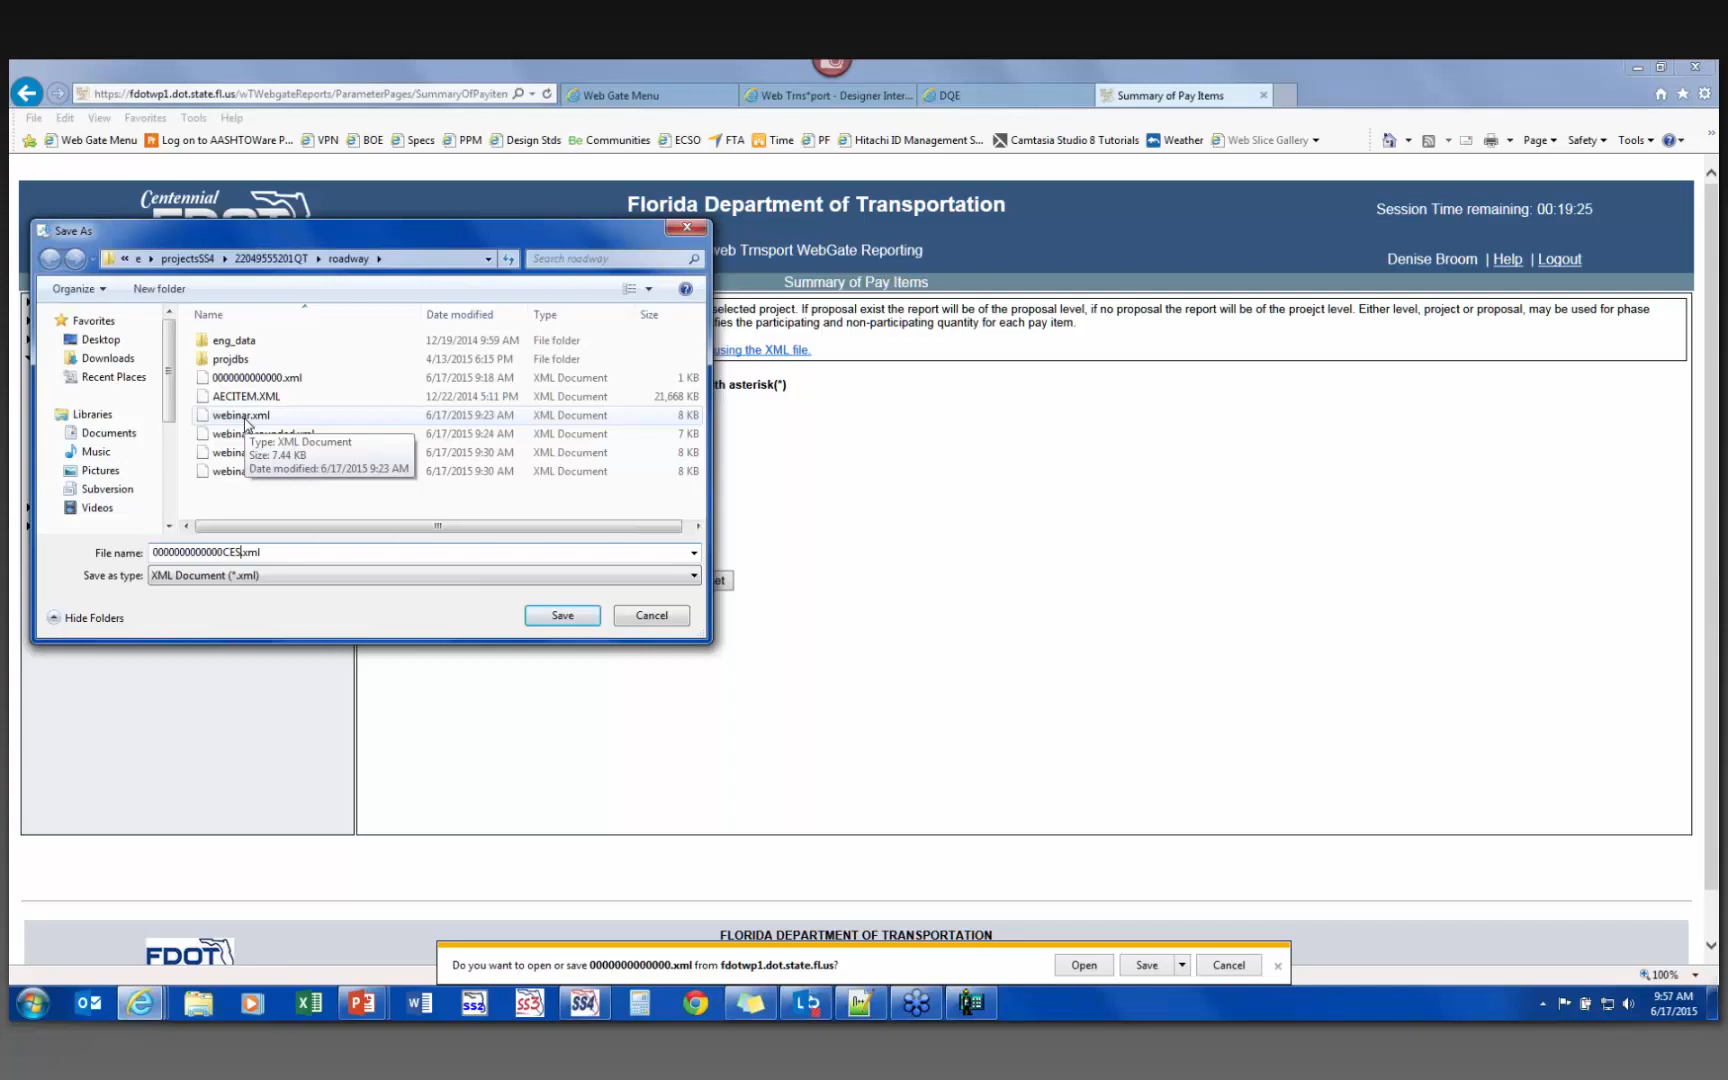 https://fdotwp1.dot.state.fl.us/wTWebgateReports/ParameterPages/SummaryOfPayiten
Web Gate Menu
Web Trns*port - Designer Inter...
DQE
Summary of Pay Items
File Edit View Favorites Tools Help
Web Gate Menu Log on to AASHTOWare P... VPN BOE Specs PPM Design Stds Be Communities ECSO FTA Time PF Hitachi ID Management S... Camtasia Studio 8 Tutorials Weather Web Slice Gallery Page Safety Tools
Centennial
Florida Department of Transportation
Session Time remaining: 00:19:25
Save As
web Trnsport WebGate Reporting
« e projectsSS4 22049555201QT roadway Search roadway
Denise Broom | Help | Logout
Summary of Pay Items
Organize New folder
selected project. If proposal exist the report will be of the proposal level, if no proposal the report will be of the proejct level. Either level, project or proposal, may be used for phase
fies the participating and non-participating quantity for each pay item.
using the XML file.
th asterisk(*)
Name Date modified Type Size
Favorites
Desktop
Downloads
Recent Places
Libraries
Documents
Music
Pictures
Subversion
Videos
eng_data 12/19/2014 9:59 AM File folder
projdbs 4/13/2015 6:15 PM File folder
0000000000000.xml 6/17/2015 9:18 AM XML Document 1 KB
AECITEM.XML 12/22/2014 5:11 PM XML Document 21,668 KB
webinar.xml 6/17/2015 9:23 AM XML Document 8 KB
6/17/2015 9:24 AM XML Document 7 KB
webina 6/17/2015 9:30 AM XML Document 8 KB
webina 6/17/2015 9:30 AM XML Document 8 KB
Type: XML Document
Size: 7.44 KB
Date modified: 6/17/2015 9:23 AM
File name: 0000000000000CES.xml
Save as type: XML Document (*.xml)
et
Hide Folders Save Cancel
FLORIDA DEPARTMENT OF TRANSPORTATION
FDOT
Do you want to open or save 0000000000000.xml from fdotwp1.dot.state.fl.us? Open Save Cancel
100%
SS2 SS3 SS4
9:57 AM
6/17/2015